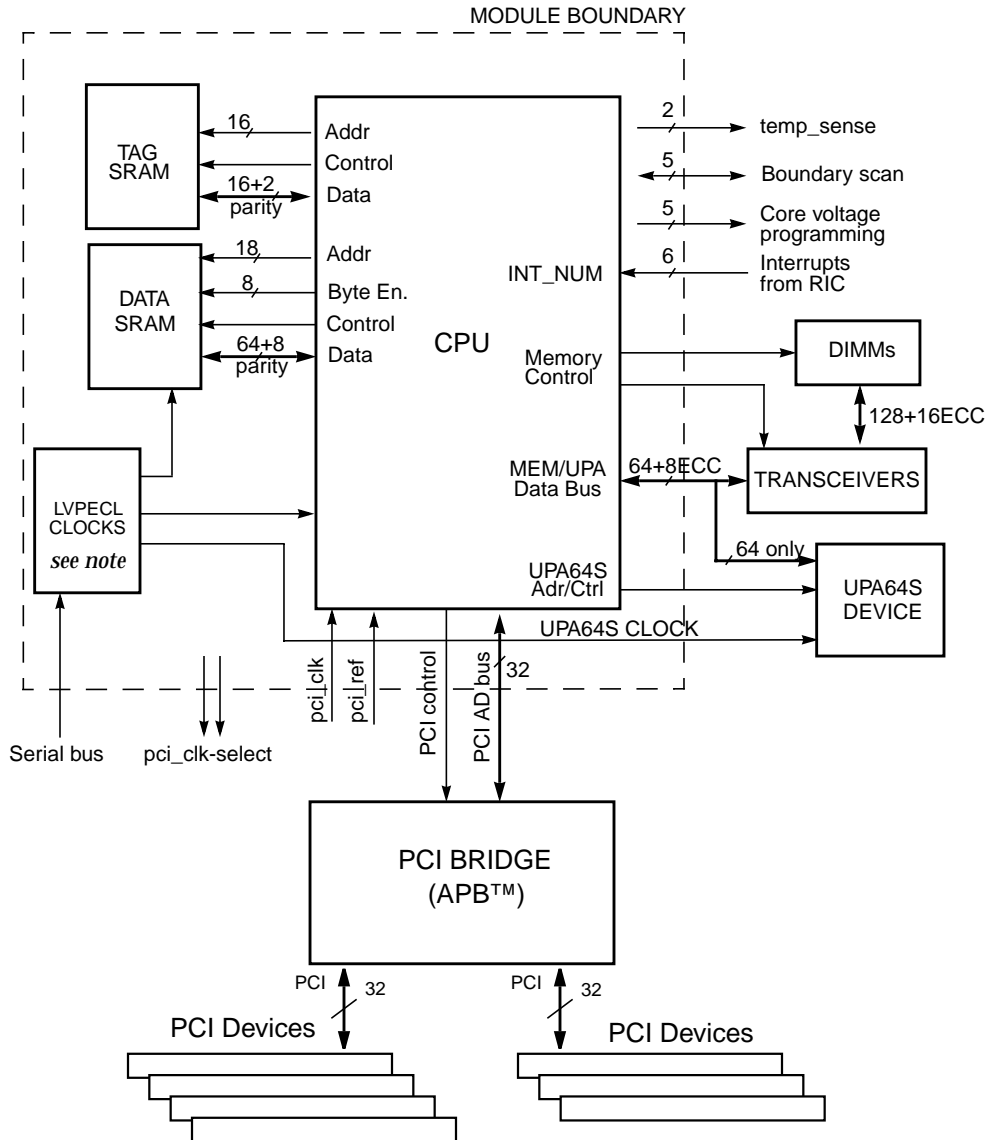 MODULE BOUNDARY
TAG
SRAM
16
Addr
Control
16+2
parity
Data
DATA
SRAM
18
Addr
8
Byte En.
Control
64+8
parity
Data
CPU
INT_NUM
Memory
Control
MEM/UPA
Data Bus
UPA64S
Adr/Ctrl
2
temp_sense
5
Boundary scan
5
Core voltage
programming
6
Interrupts
from RIC
DIMMs
128+16ECC
64+8ECC
TRANSCEIVERS
64 only
UPA64S
DEVICE
LVPECL
CLOCKS
see note
UPA64S CLOCK
pci_clk
pci_ref
PCI control
PCI AD bus
32
Serial bus
pci_clk-select
PCI BRIDGE
(APB™)
PCI
32
PCI
32
PCI Devices
PCI Devices